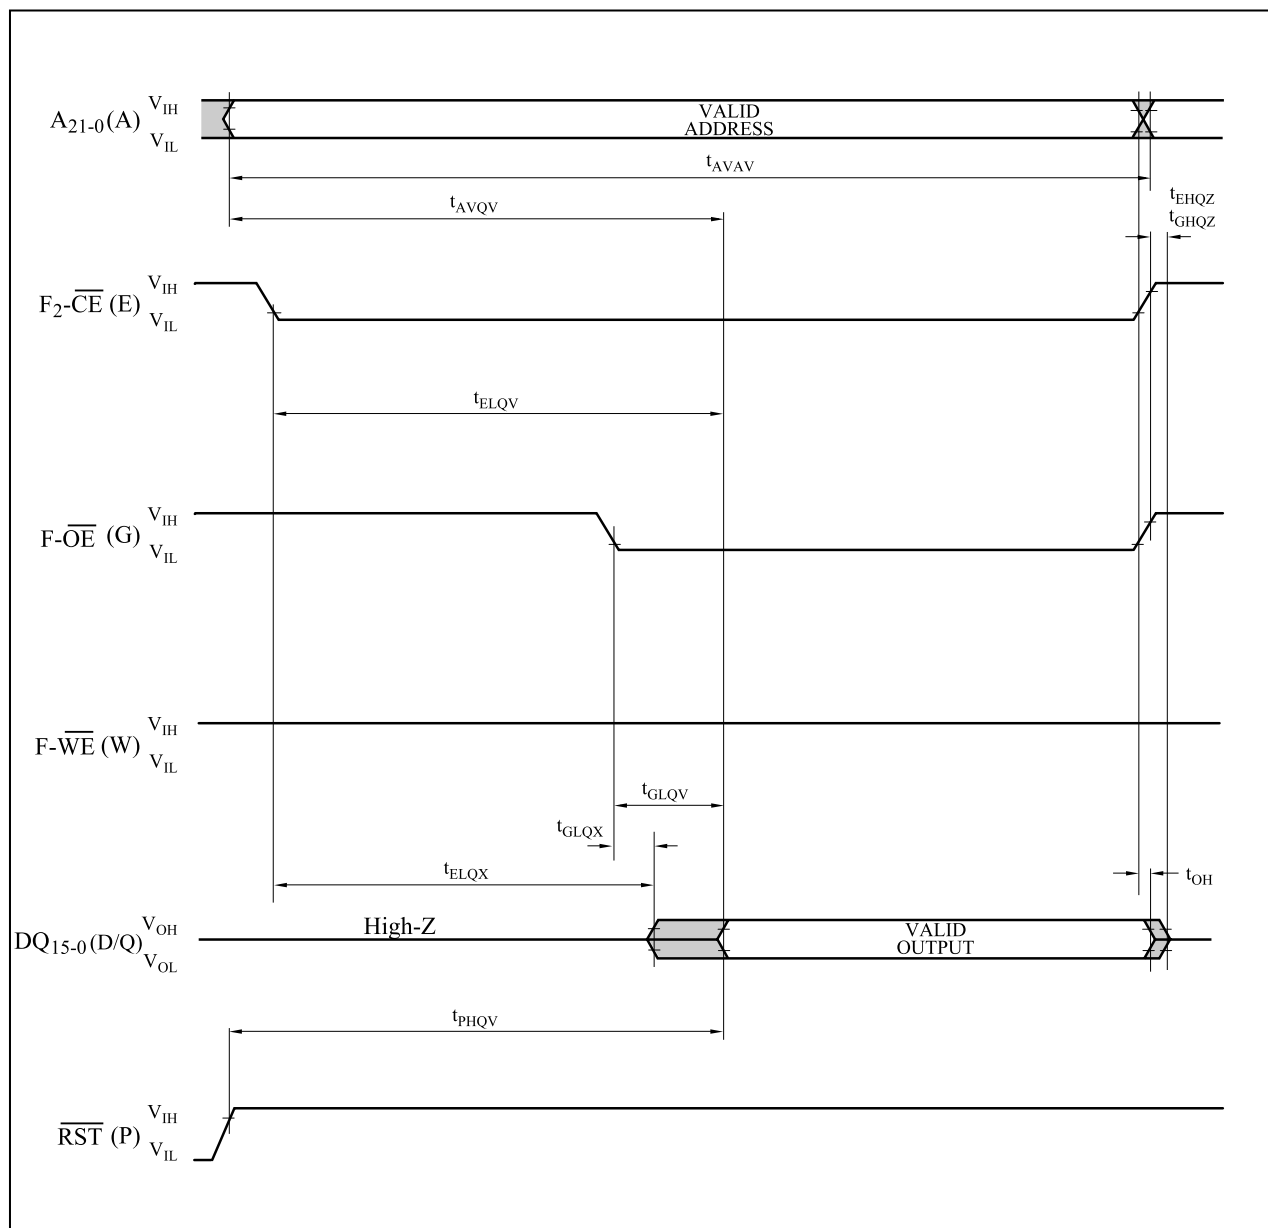 A21-0 (A) VIH
VIL
VALID
ADDRESS
tAVAV
tAVQV
tEHQZ
tGHQZ
F2-CE (E) VIH
VIL
tELQV
F-OE (G) VIH
VIL
F-WE (W) VIH
VIL
tGLQV
tGLQX
tELQX
tOH
DQ15-0 (D/Q) VOH
VOL
High-Z
VALID
OUTPUT
tPHQV
RST (P) VIH
VIL